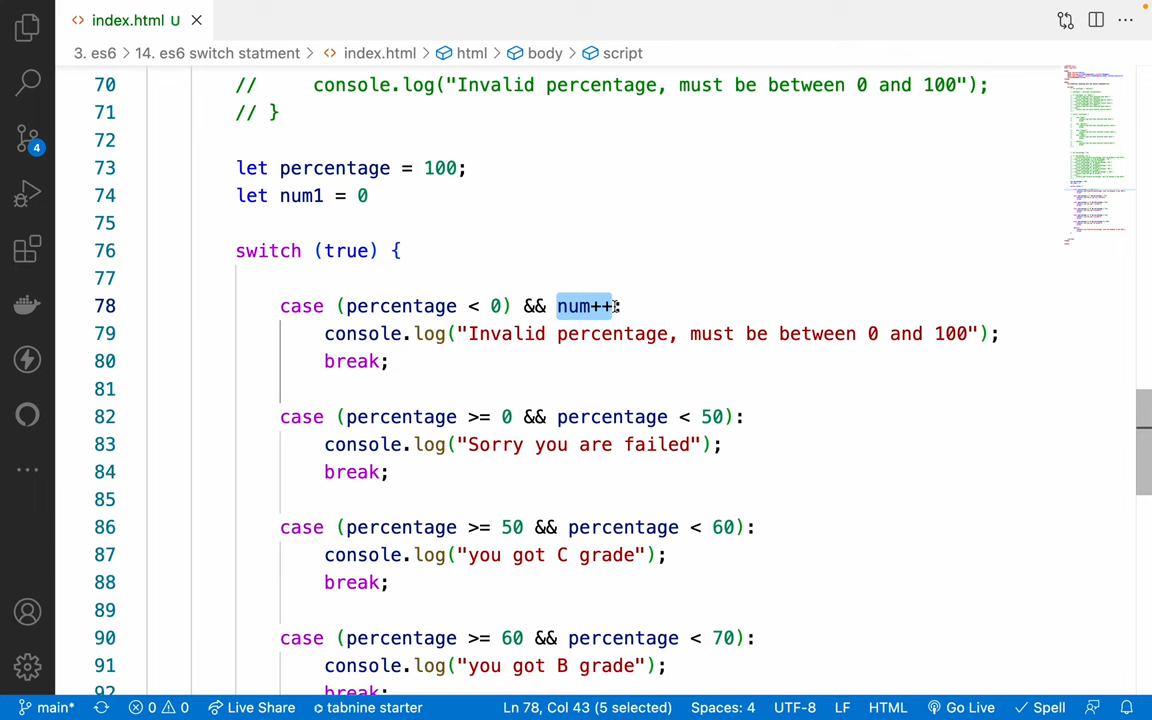 index.html U
3. es6 > 14. es6 switch statment > index.html > html > body > script
70 // console.log("Invalid percentage, must be between 0 and 100");
71 // }
72
73 let percentage = 100;
74 let num1 = 0
75
76 switch (true) {
77
78 case (percentage < 0) && num++:
79 console.log("Invalid percentage, must be between 0 and 100");
80 break;
81
82 case (percentage >= 0 && percentage < 50):
83 console.log("Sorry you are failed");
84 break;
85
86 case (percentage >= 50 && percentage < 60):
87 console.log("you got C grade");
88 break;
89
90 case (percentage >= 60 && percentage < 70):
91 console.log("you got B grade");
92 break;
4
main* 0 0 Live Share tabnine starter Ln 78, Col 43 (5 selected) Spaces: 4 UTF-8 LF HTML Go Live Spell